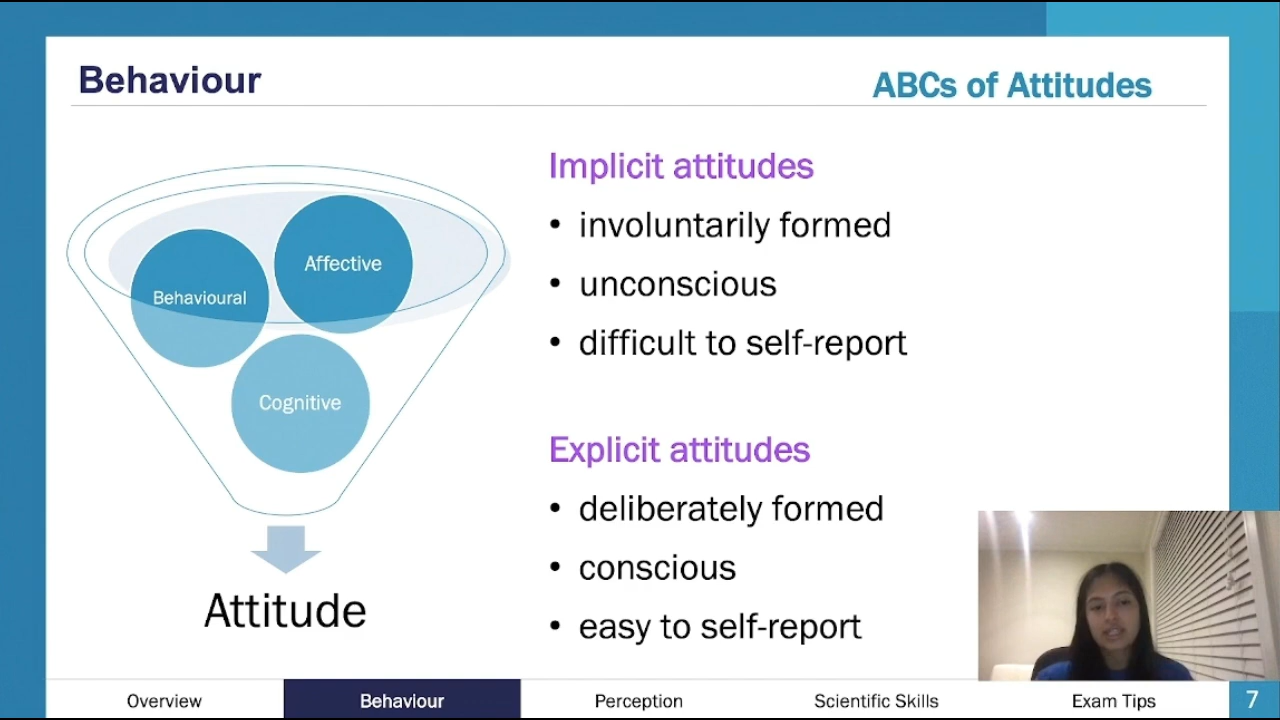 Behaviour
ABCs of Attitudes
Affective
Behavioural
Cognitive
Attitude
Implicit attitudes
• involuntarily formed
• unconscious
• difficult to self-report
Explicit attitudes
• deliberately formed
• conscious
• easy to self-report
Overview
Behaviour
Perception
Scientific Skills
Exam Tips
7